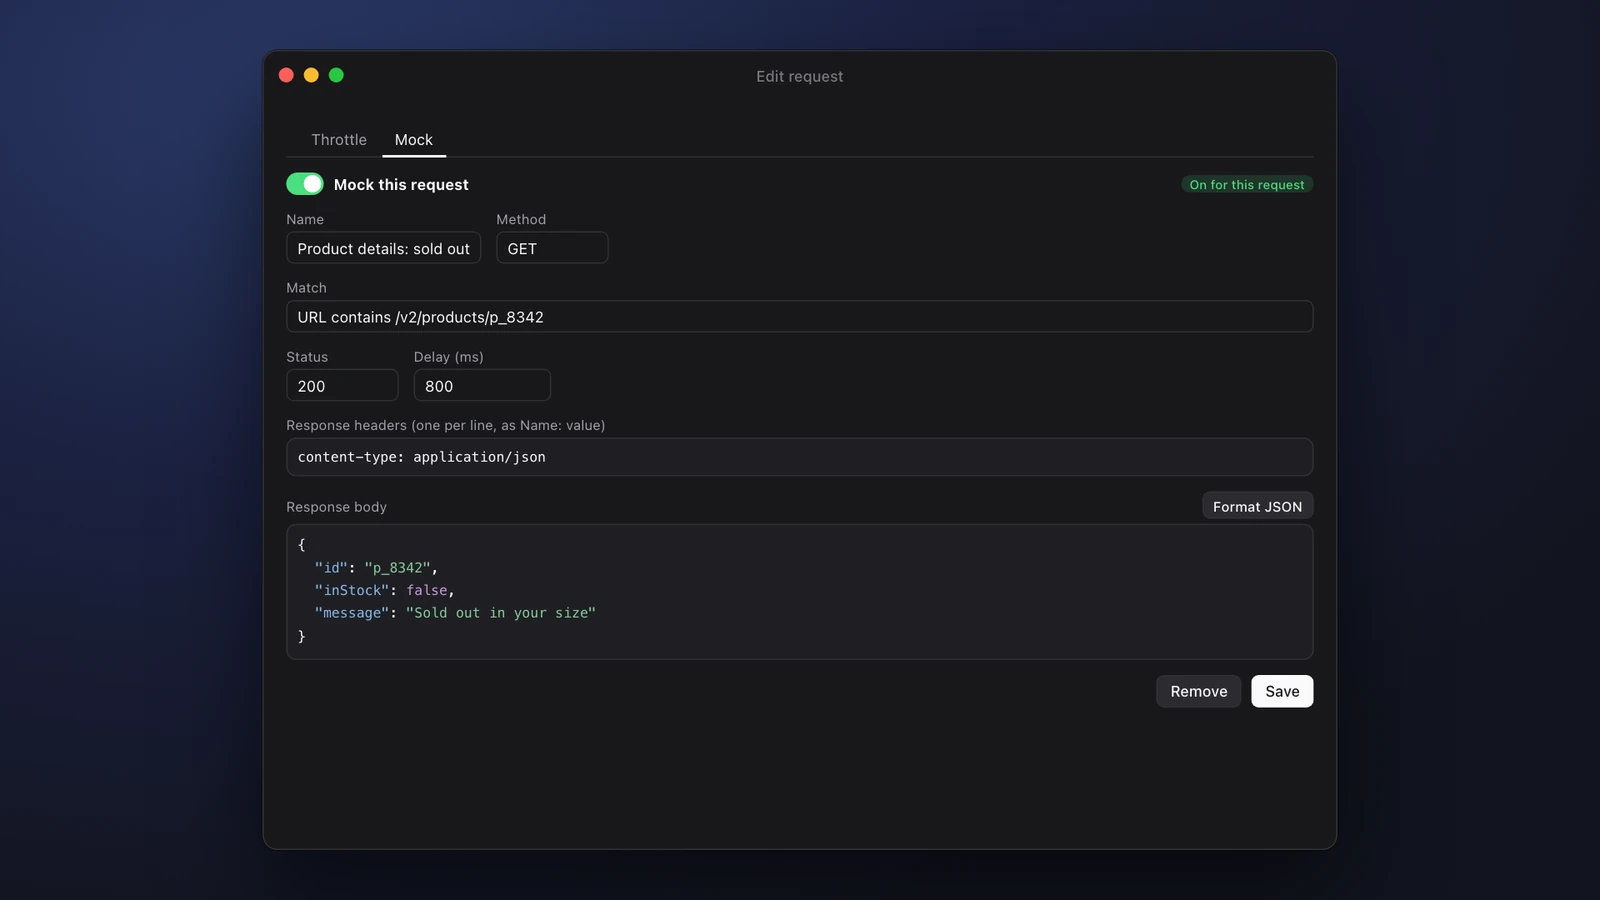 Edit request
Throttle Mock
Mock this request On for this request
Name Method
Product details: sold out GET
Match
URL contains /v2/products/p_8342
Status Delay (ms)
200 800
Response headers (one per line, as Name: value)
content-type: application/json
Response body Format JSON
{
"id": "p_8342",
"inStock": false,
"message": "Sold out in your size"
}
Remove Save